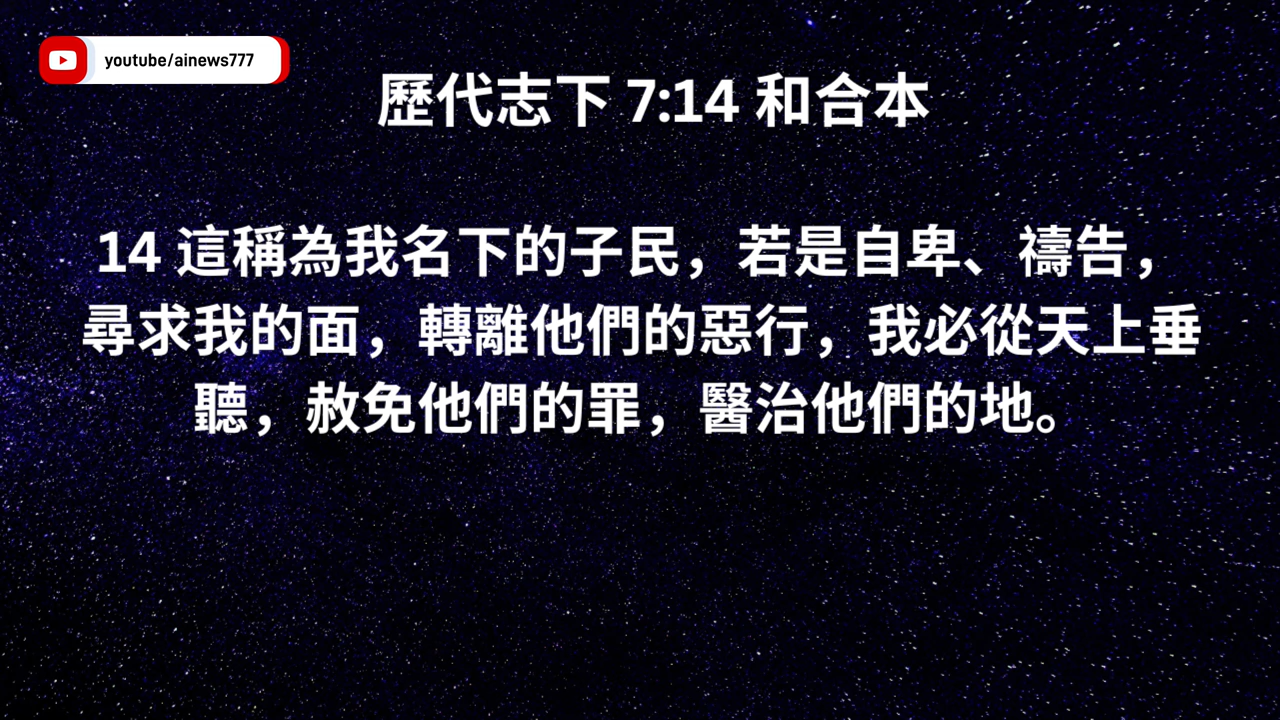 youtube/ainews777
歷代志下 7:14 和合本
14 這稱為我名下的子民，若是自卑、禱告，
尋求我的面，轉離他們的惡行，我必從天上垂
聽，赦免他們的罪，醫治他們的地。